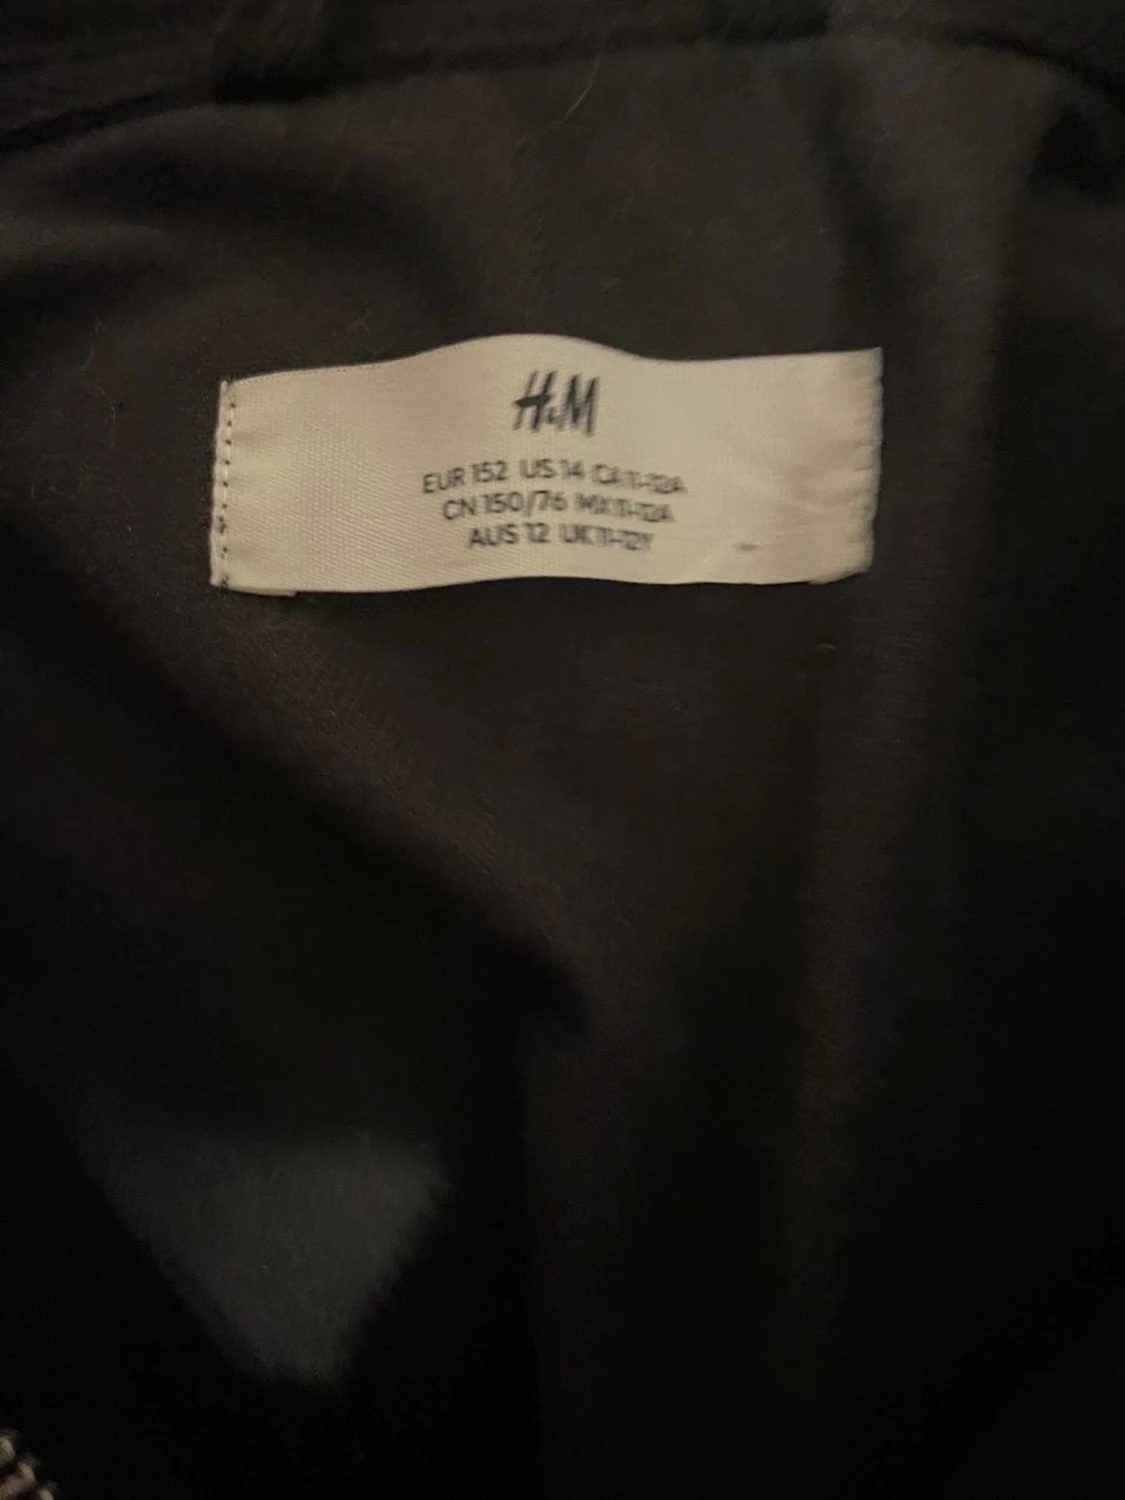 H&M
EUR 152 US 14 CA 11-12A
CN 150/76 MX 11-12A
AUS 12 UK 11-12Y